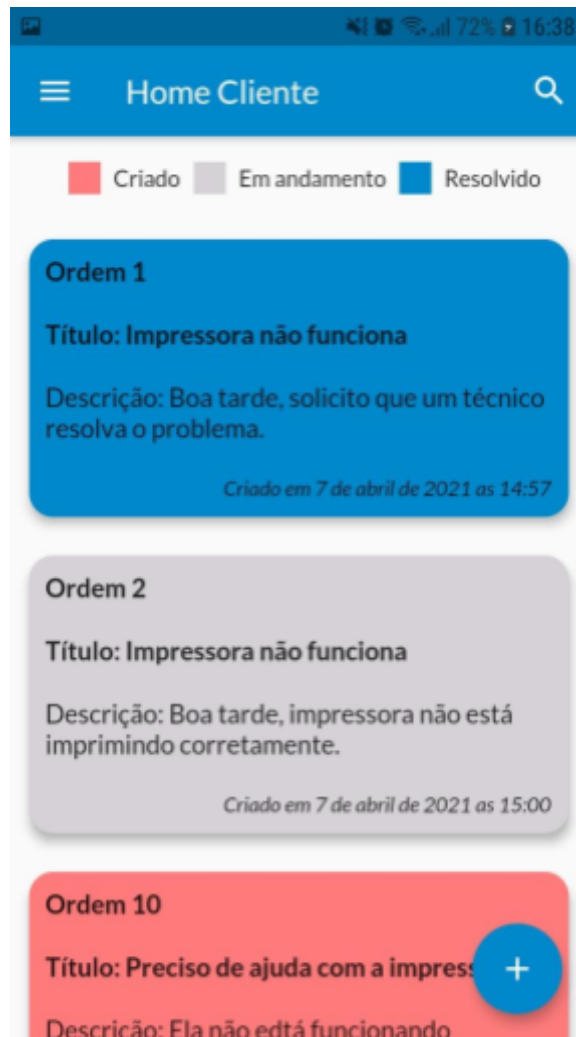 72% 16:38
Home Cliente
Criado Em andamento Resolvido
Ordem 1
Título: Impressora não funciona
Descrição: Boa tarde, solicito que um técnico
resolva o problema.
Criado em 7 de abril de 2021 as 14:57
Ordem 2
Título: Impressora não funciona
Descrição: Boa tarde, impressora não está
imprimindo corretamente.
Criado em 7 de abril de 2021 as 15:00
Ordem 10
Título: Preciso de ajuda com a impress
Descrição: Ela não edtá funcionando